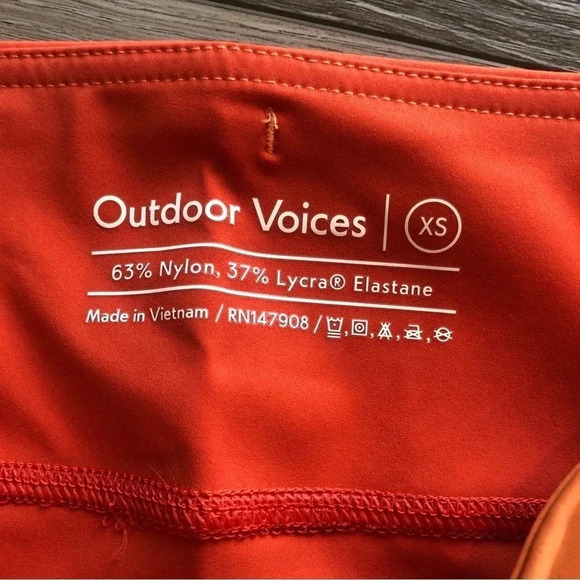 Outdoor Voices | XS
63% Nylon, 37% Lycra® Elastane
Made in Vietnam / RN147908 /